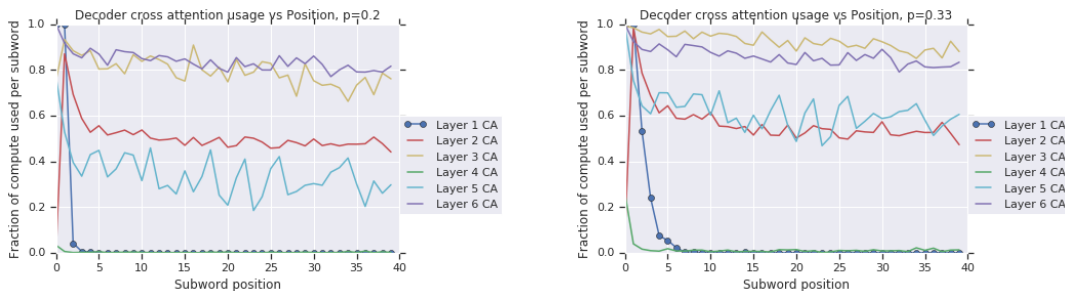 Decoder cross attention usage vs Position, p=0.2
Fraction of compute used per subword
1.0
0.8
0.6
0.4
0.2
0.0
0 5 10 15 20 25 30 35 40
Subword position
Layer 1 CA
Layer 2 CA
Layer 3 CA
Layer 4 CA
Layer 5 CA
Layer 6 CA
Decoder cross attention usage vs Position, p=0.33
Fraction of compute used per subword
1.0
0.8
0.6
0.4
0.2
0.0
0 5 10 15 20 25 30 35 40
Subword position
Layer 1 CA
Layer 2 CA
Layer 3 CA
Layer 4 CA
Layer 5 CA
Layer 6 CA